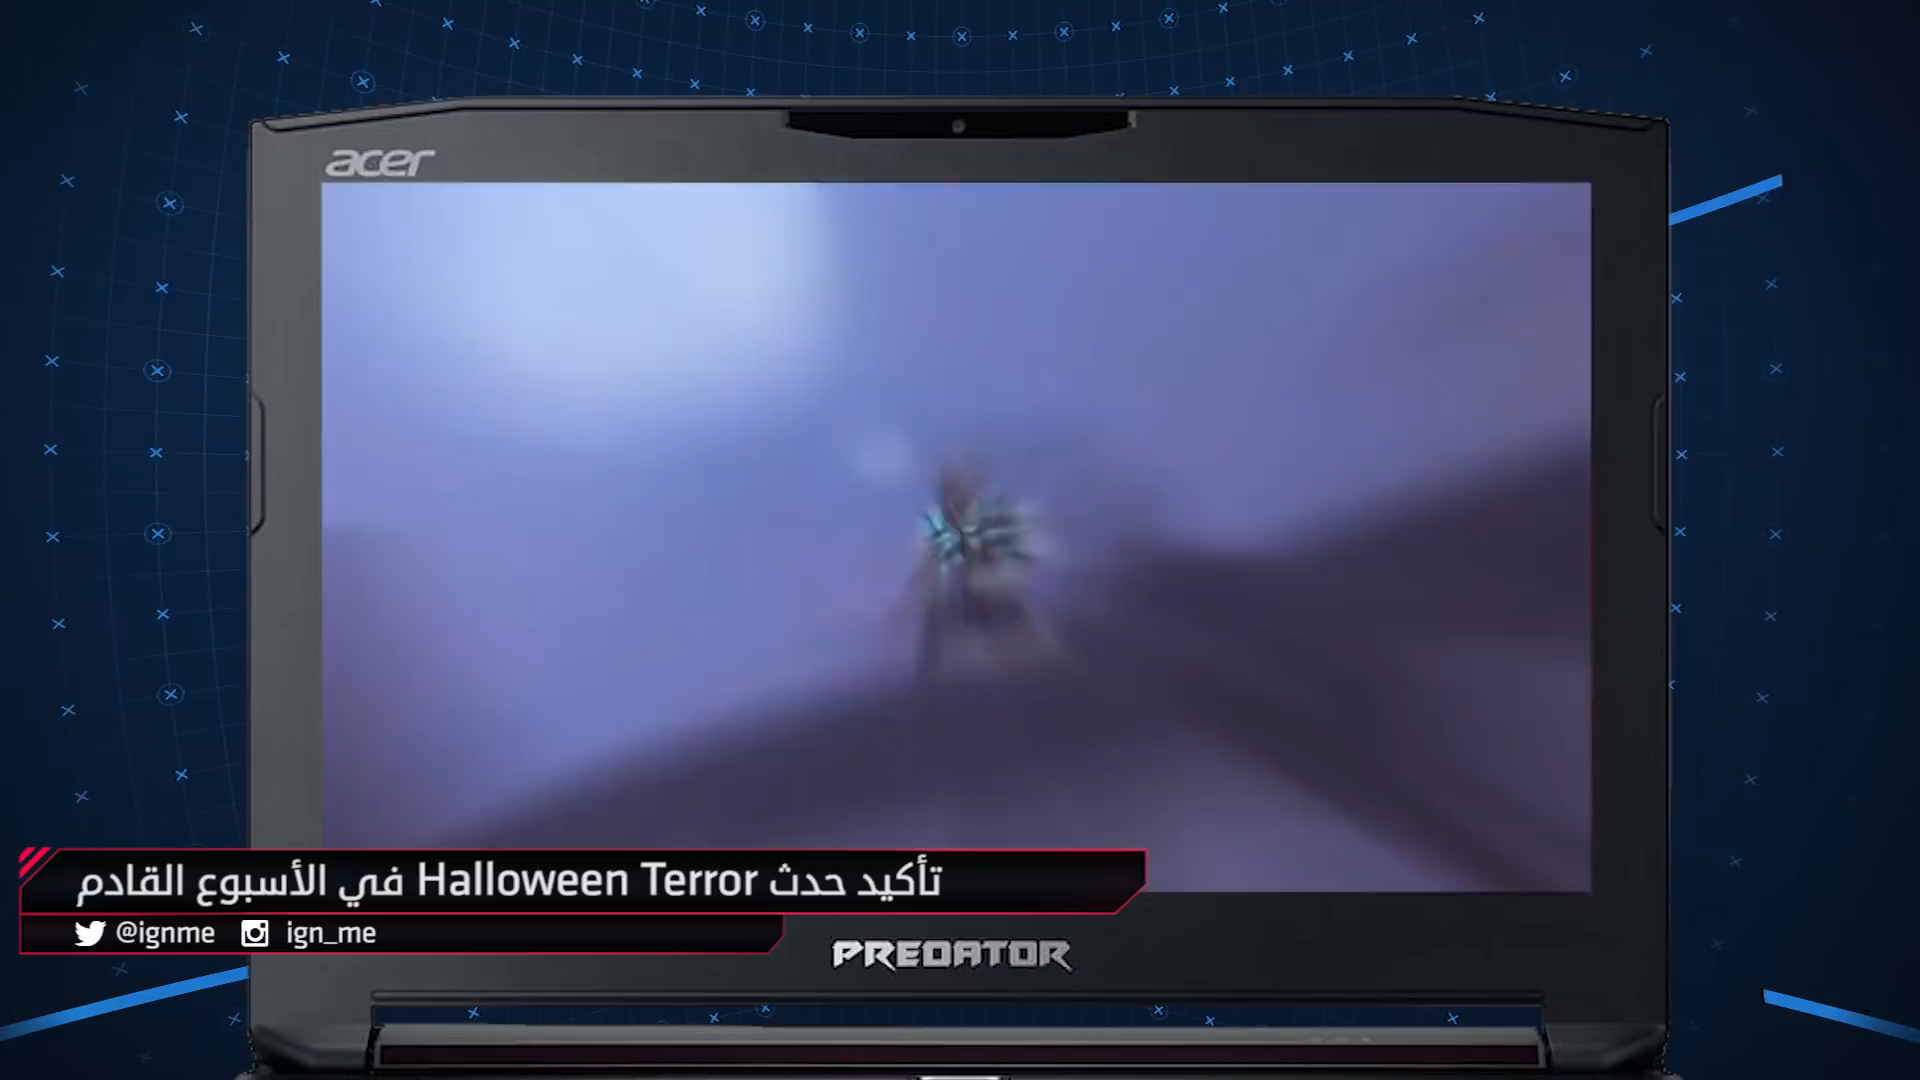 acer
تأكيد حدث Halloween Terror في الأسبوع القادم
@ignme ign_me
PREDATOR